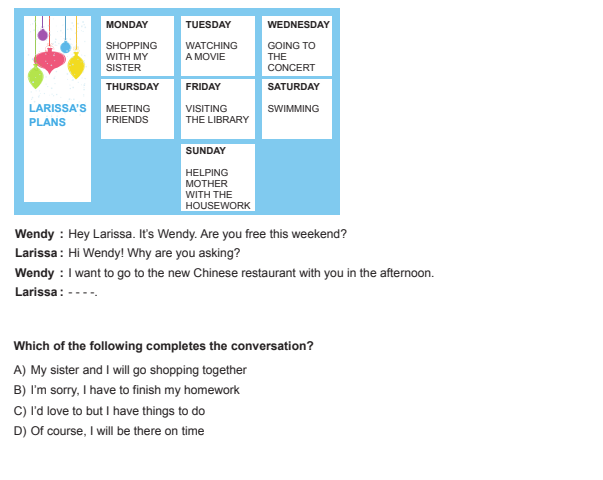 LARISSA'S
PLANS
MONDAY
SHOPPING
WITH MY
SISTER
TUESDAY
WATCHING
A MOVIE
WEDNESDAY
GOING TO
THE
CONCERT
THURSDAY
MEETING
FRIENDS
FRIDAY
VISITING
THE LIBRARY
SATURDAY
SWIMMING
SUNDAY
HELPING
MOTHER
WITH THE
HOUSEWORK
Wendy : Hey Larissa. It's Wendy. Are you free this weekend?
Larissa : Hi Wendy! Why are you asking?
Wendy : I want to go to the new Chinese restaurant with you in the afternoon.
Larissa : - - - -.
Which of the following completes the conversation?
A) My sister and I will go shopping together
B) I'm sorry, I have to finish my homework
C) I'd love to but I have things to do
D) Of course, I will be there on time